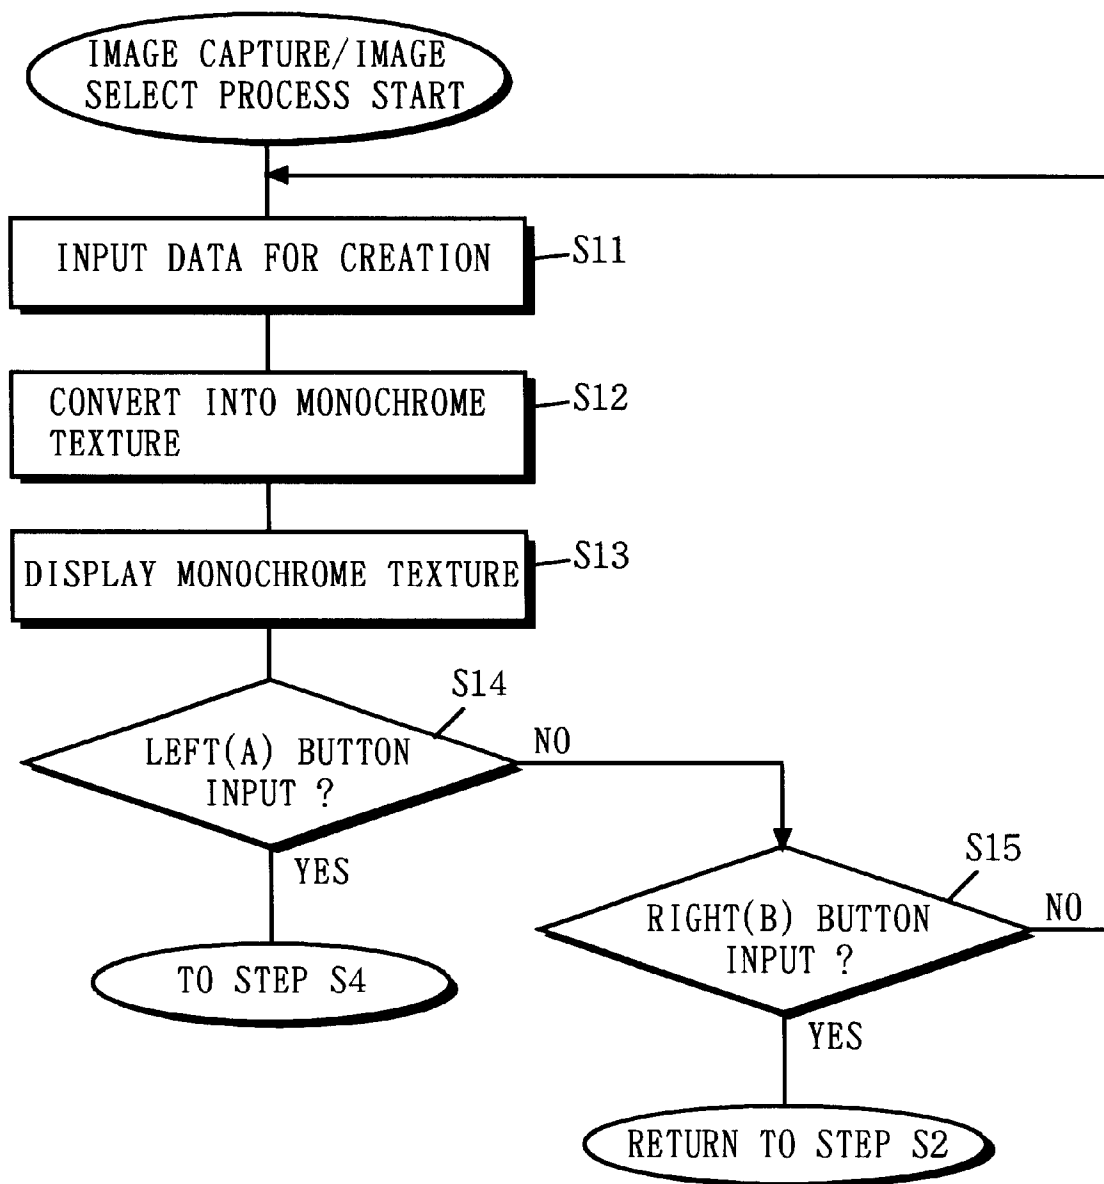 IMAGE CAPTURE/IMAGE
SELECT PROCESS START
INPUT DATA FOR CREATION
S11
CONVERT INTO MONOCHROME
TEXTURE
S12
DISPLAY MONOCHROME TEXTURE
S13
S14
LEFT(A) BUTTON
INPUT ?
NO
YES
TO STEP S4
S15
RIGHT(B) BUTTON
INPUT ?
NO
YES
RETURN TO STEP S2